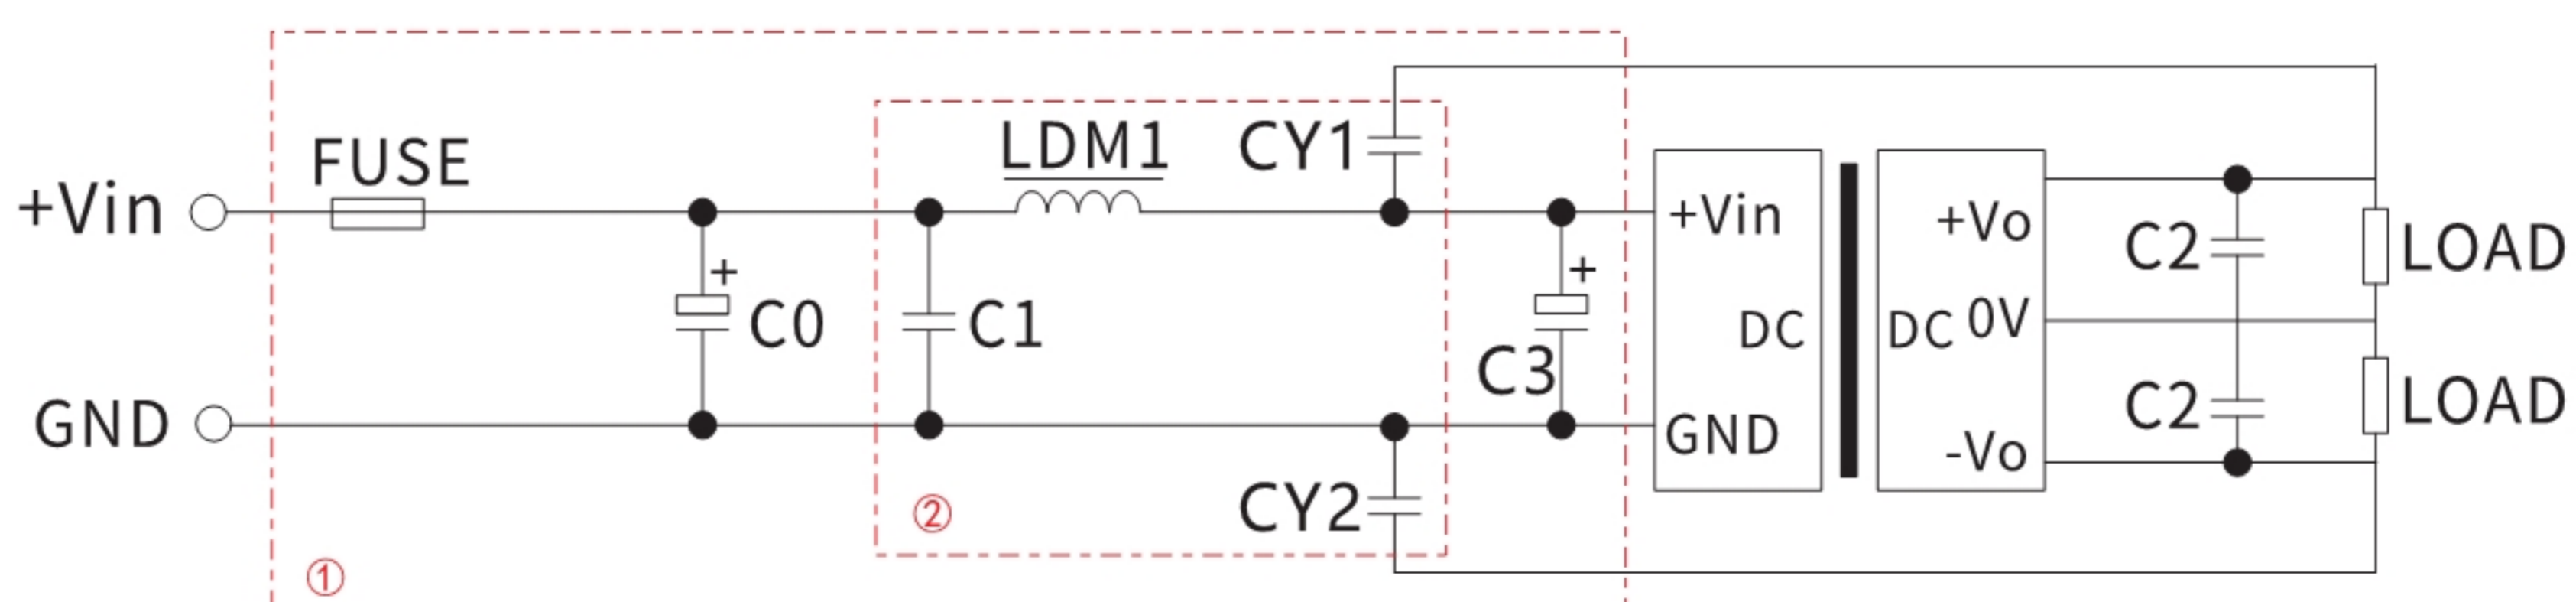 FUSE
LDM1
CY1
+Vin
+
C0
C1
+
C3
GND
CY2
①
②
+Vin
DC
GND
+Vo
DC 0V
-Vo
C2
C2
LOAD
LOAD